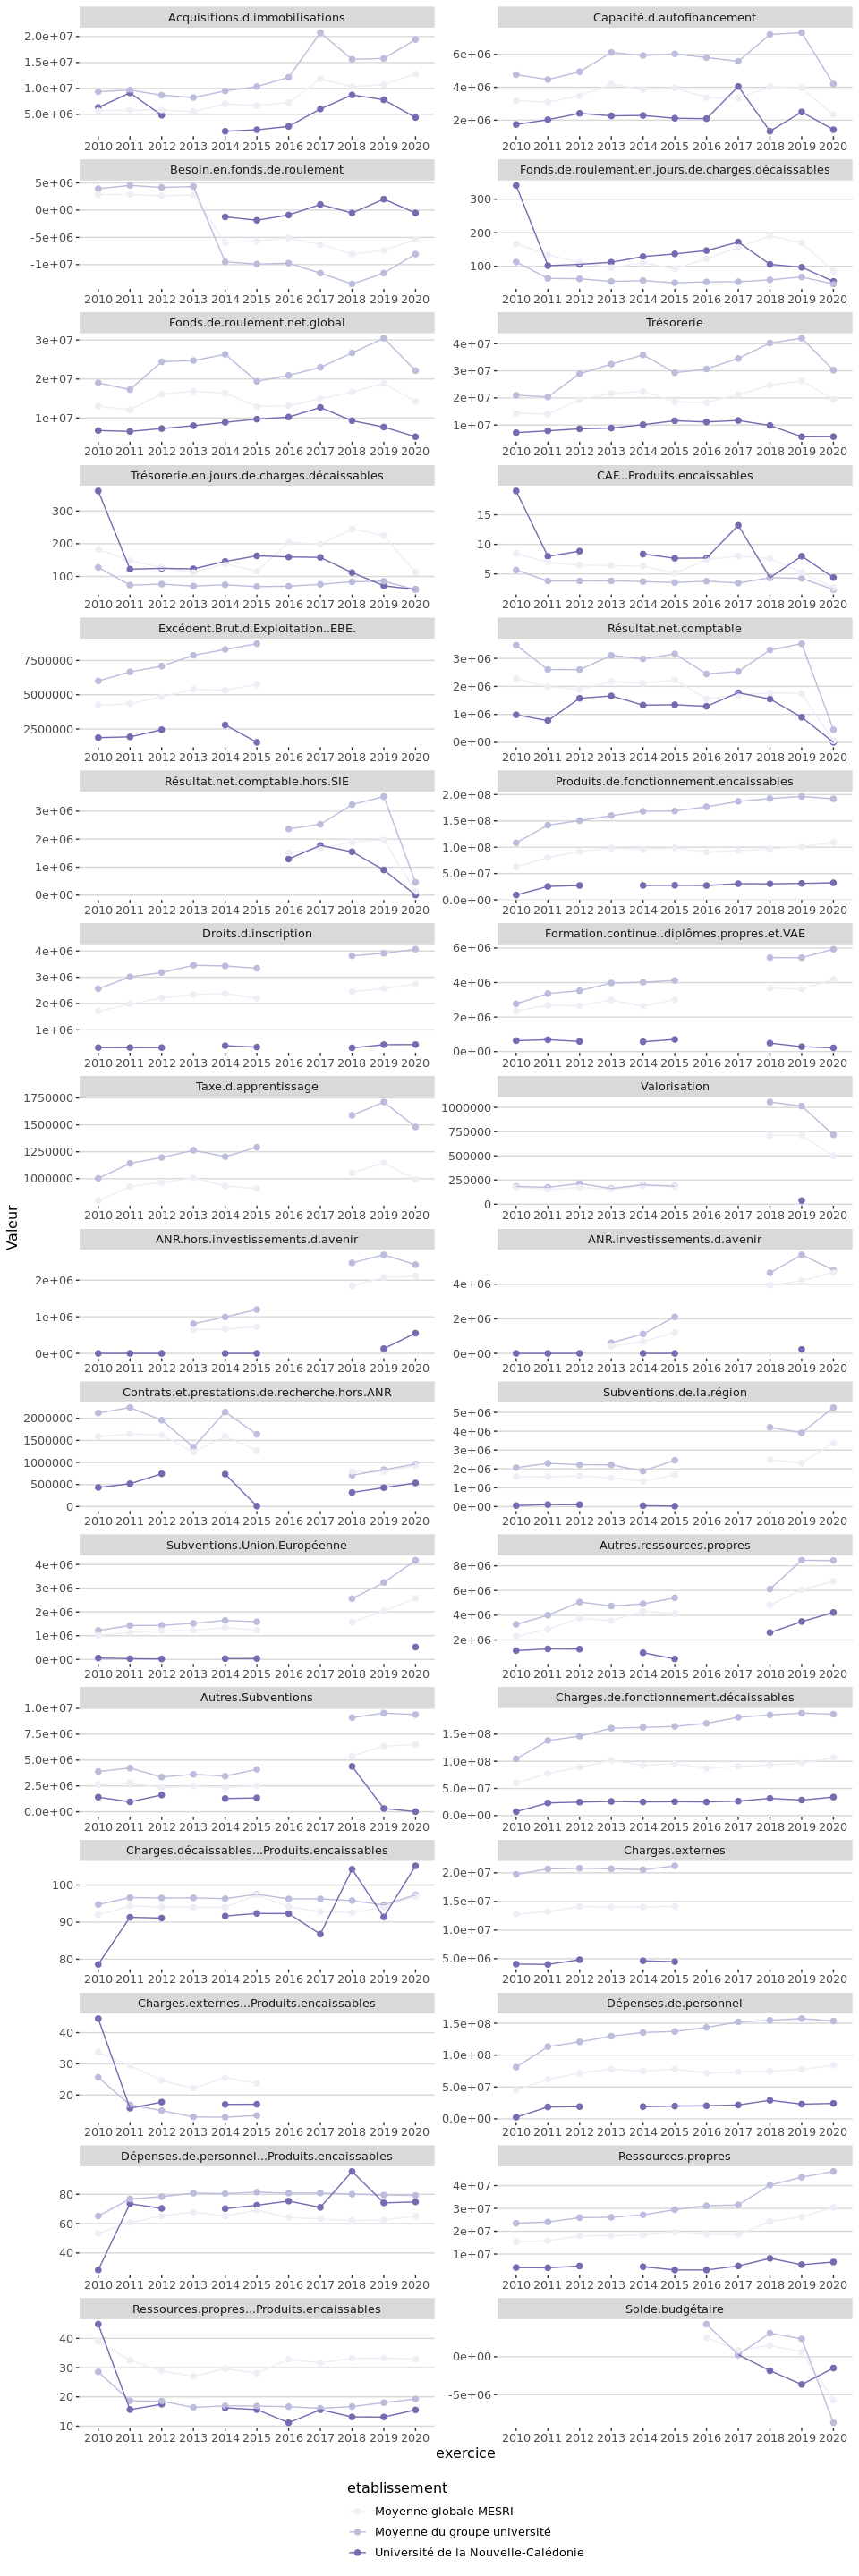 Acquisitions.d.immobilisations
2.0e+07
1.5e+07
1.0e+07
5.0e+06
2010 2011 2012 2013 2014 2015 2016 2017 2018 2019 2020
Capacité.d.autofinancement
6e+06
4e+06
2e+06
2010 2011 2012 2013 2014 2015 2016 2017 2018 2019 2020
Besoin.en.fonds.de.roulement
5e+06
0e+00
-5e+06
-1e+07
2010 2011 2012 2013 2014 2015 2016 2017 2018 2019 2020
Fonds.de.roulement.en.jours.de.charges.décaissables
300
200
100
2010 2011 2012 2013 2014 2015 2016 2017 2018 2019 2020
Fonds.de.roulement.net.global
3e+07
2e+07
1e+07
2010 2011 2012 2013 2014 2015 2016 2017 2018 2019 2020
Trésorerie
4e+07
3e+07
2e+07
1e+07
2010 2011 2012 2013 2014 2015 2016 2017 2018 2019 2020
Trésorerie.en.jours.de.charges.décaissables
300
200
100
2010 2011 2012 2013 2014 2015 2016 2017 2018 2019 2020
CAF...Produits.encaissables
15
10
5
2010 2011 2012 2013 2014 2015 2016 2017 2018 2019 2020
Excédent.Brut.d.Exploitation..EBE.
7500000
5000000
2500000
2010 2011 2012 2013 2014 2015 2016 2017 2018 2019 2020
Résultat.net.comptable
3e+06
2e+06
1e+06
0e+00
2010 2011 2012 2013 2014 2015 2016 2017 2018 2019 2020
Résultat.net.comptable.hors.SIE
3e+06
2e+06
1e+06
0e+00
2010 2011 2012 2013 2014 2015 2016 2017 2018 2019 2020
Produits.de.fonctionnement.encaissables
2.0e+08
1.5e+08
1.0e+08
5.0e+07
0.0e+00
2010 2011 2012 2013 2014 2015 2016 2017 2018 2019 2020
Droits.d.inscription
4e+06
3e+06
2e+06
1e+06
2010 2011 2012 2013 2014 2015 2016 2017 2018 2019 2020
Formation.continue..diplômes.propres.et.VAE
6e+06
4e+06
2e+06
0e+00
2010 2011 2012 2013 2014 2015 2016 2017 2018 2019 2020
Taxe.d.apprentissage
1750000
1500000
1250000
1000000
2010 2011 2012 2013 2014 2015 2016 2017 2018 2019 2020
Valorisation
1000000
750000
500000
250000
0
2010 2011 2012 2013 2014 2015 2016 2017 2018 2019 2020
Valeur
ANR.hors.investissements.d.avenir
2e+06
1e+06
0e+00
2010 2011 2012 2013 2014 2015 2016 2017 2018 2019 2020
ANR.investissements.d.avenir
4e+06
2e+06
0e+00
2010 2011 2012 2013 2014 2015 2016 2017 2018 2019 2020
Contrats.et.prestations.de.recherche.hors.ANR
2000000
1500000
1000000
500000
0
2010 2011 2012 2013 2014 2015 2016 2017 2018 2019 2020
Subventions.de.la.région
5e+06
4e+06
3e+06
2e+06
1e+06
0e+00
2010 2011 2012 2013 2014 2015 2016 2017 2018 2019 2020
Subventions.Union.Européenne
4e+06
3e+06
2e+06
1e+06
0e+00
2010 2011 2012 2013 2014 2015 2016 2017 2018 2019 2020
Autres.ressources.propres
8e+06
6e+06
4e+06
2e+06
2010 2011 2012 2013 2014 2015 2016 2017 2018 2019 2020
Autres.Subventions
1.0e+07
7.5e+06
5.0e+06
2.5e+06
0.0e+00
2010 2011 2012 2013 2014 2015 2016 2017 2018 2019 2020
Charges.de.fonctionnement.décaissables
1.5e+08
1.0e+08
5.0e+07
0.0e+00
2010 2011 2012 2013 2014 2015 2016 2017 2018 2019 2020
Charges.décaissables...Produits.encaissables
100
90
80
2010 2011 2012 2013 2014 2015 2016 2017 2018 2019 2020
Charges.externes
2.0e+07
1.5e+07
1.0e+07
5.0e+06
2010 2011 2012 2013 2014 2015 2016 2017 2018 2019 2020
Charges.externes...Produits.encaissables
40
30
20
2010 2011 2012 2013 2014 2015 2016 2017 2018 2019 2020
Dépenses.de.personnel
1.5e+08
1.0e+08
5.0e+07
0.0e+00
2010 2011 2012 2013 2014 2015 2016 2017 2018 2019 2020
Dépenses.de.personnel...Produits.encaissables
80
60
40
2010 2011 2012 2013 2014 2015 2016 2017 2018 2019 2020
Ressources.propres
4e+07
3e+07
2e+07
1e+07
2010 2011 2012 2013 2014 2015 2016 2017 2018 2019 2020
Ressources.propres...Produits.encaissables
40
30
20
10
2010 2011 2012 2013 2014 2015 2016 2017 2018 2019 2020
Solde.budgétaire
0e+00
-5e+06
2010 2011 2012 2013 2014 2015 2016 2017 2018 2019 2020
exercice
etablissement
Moyenne globale MESRI
Moyenne du groupe université
Université de la Nouvelle-Calédonie